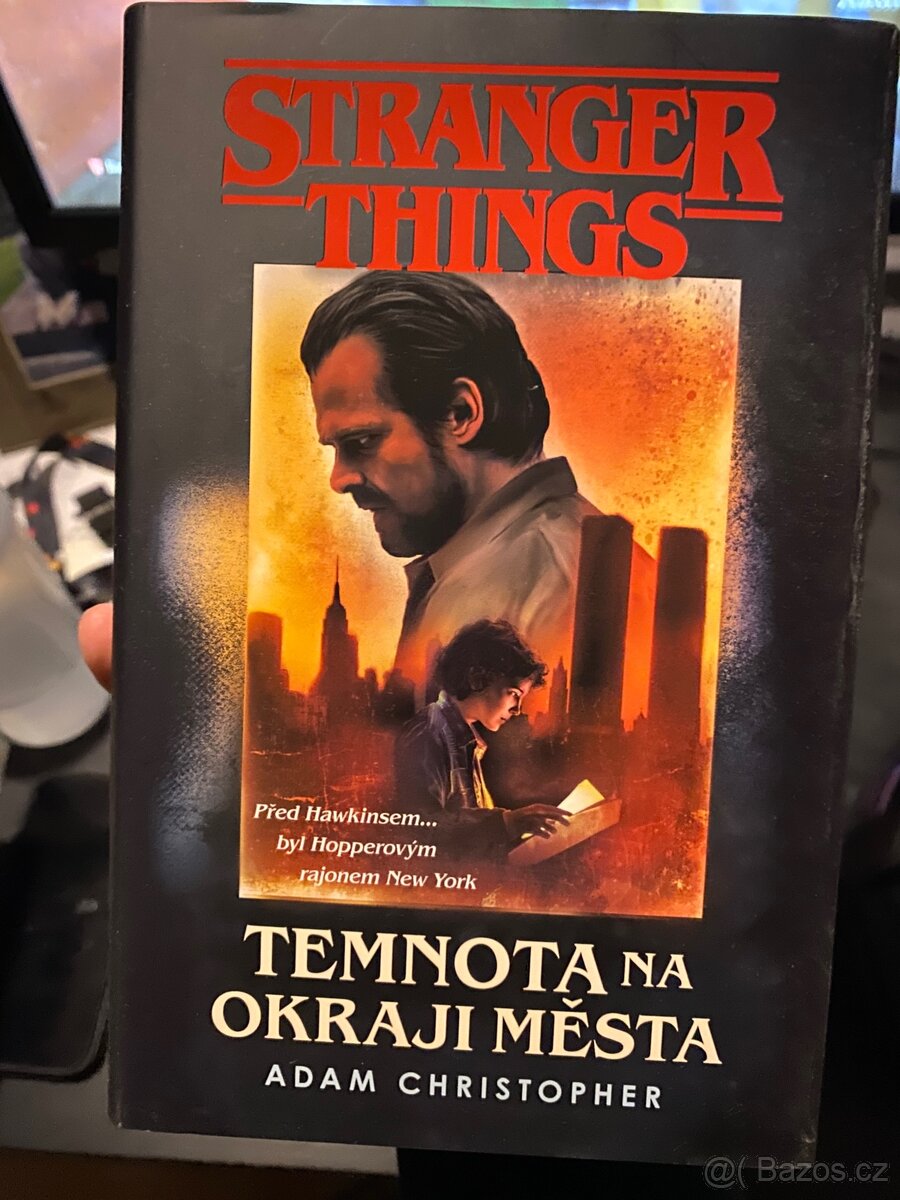 STRANGER
THINGS
Před Hawkinsem...
byl Hopperovým
rajonem New York
TEMNOTA NA
OKRAJI MĚSTA
ADAM CHRISTOPHER
@( Bazos.cz